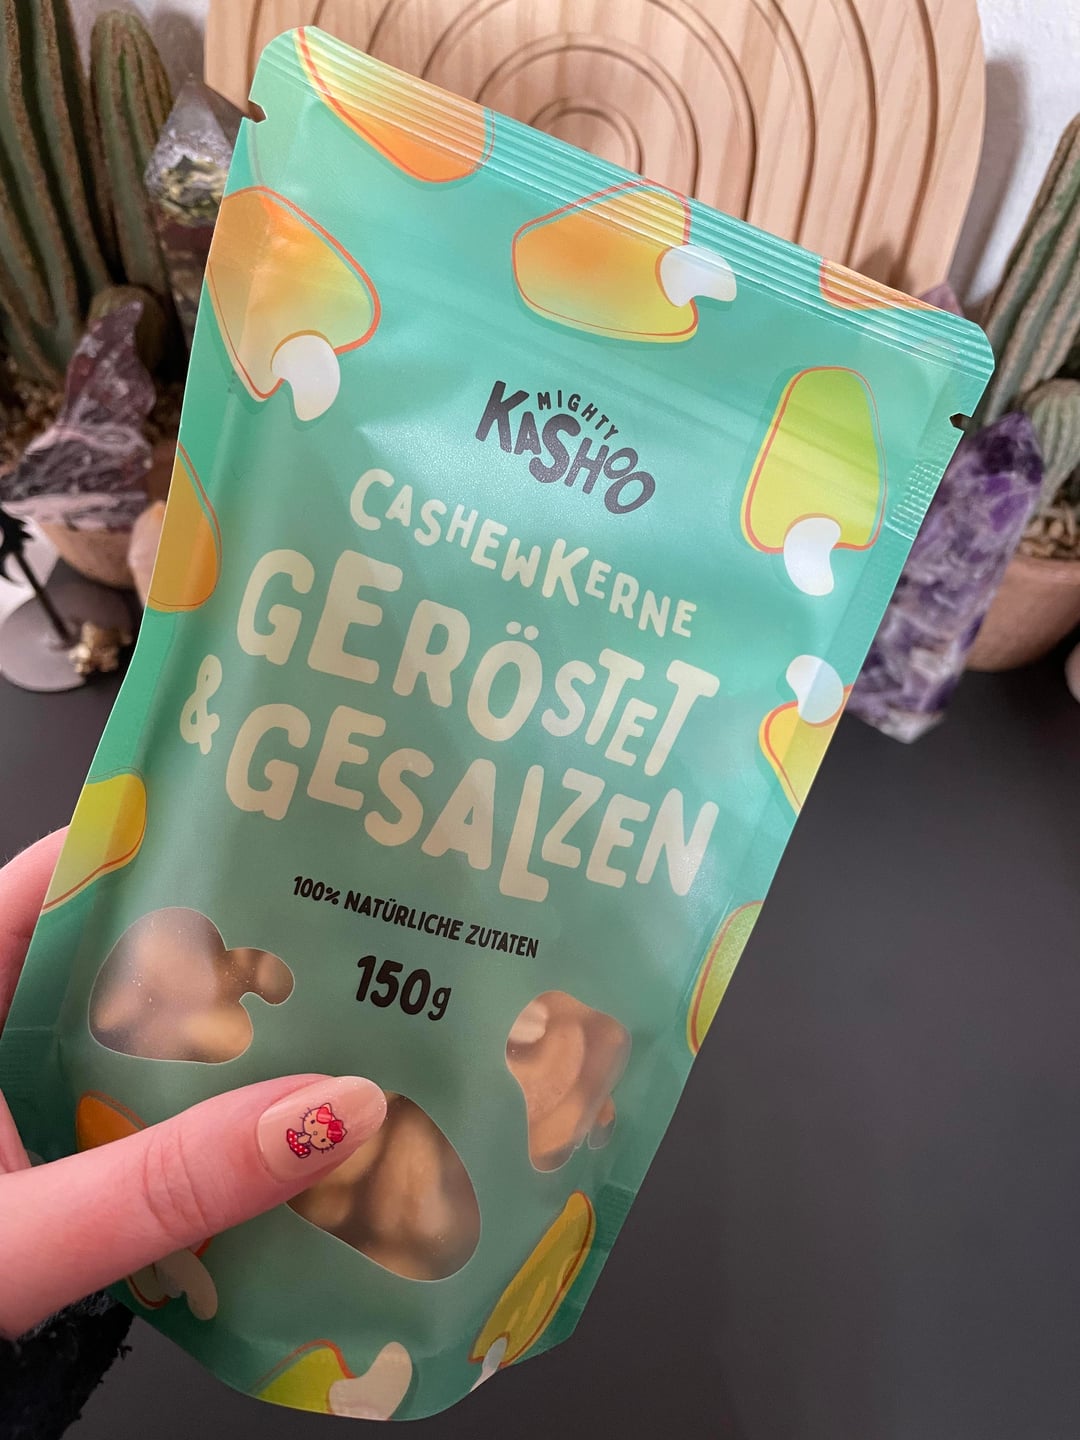 MIGHTY
KASHOO
CASHEWKERNE
GERÖSTET
& GESALZEN
100% NATÜRLICHE ZUTATEN
150g